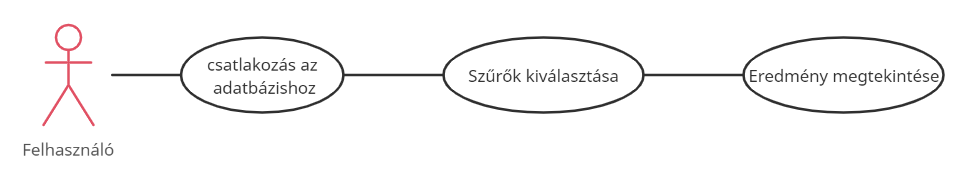 csatlakozás az
adatbázishoz
Szűrők kiválasztása
Eredmény megtekintése
Felhasználó